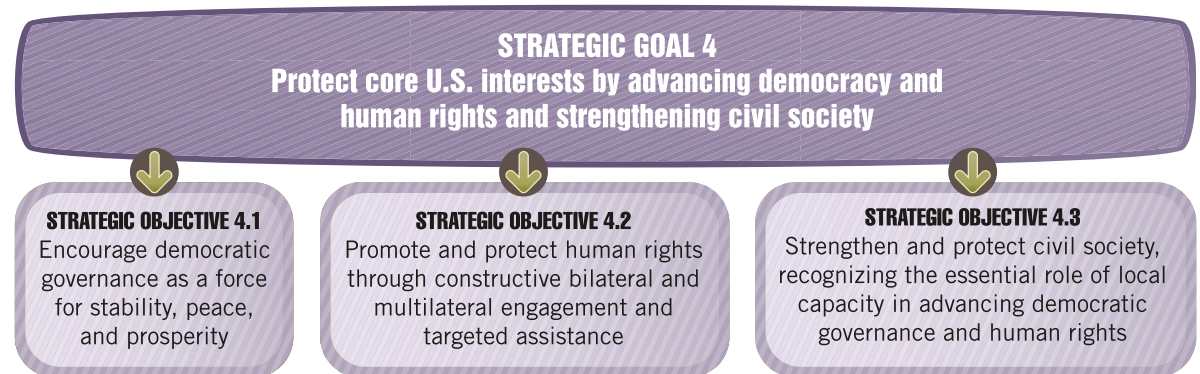 STRATEGIC GOAL 4
Protect core U.S. interests by advancing democracy and
human rights and strengthening civil society
STRATEGIC OBJECTIVE 4.1
Encourage democratic
governance as a force
for stability, peace,
and prosperity
STRATEGIC OBJECTIVE 4.2
Promote and protect human rights
through constructive bilateral and
multilateral engagement and
targeted assistance
STRATEGIC OBJECTIVE 4.3
Strengthen and protect civil society,
recognizing the essential role of local
capacity in advancing democratic
governance and human rights